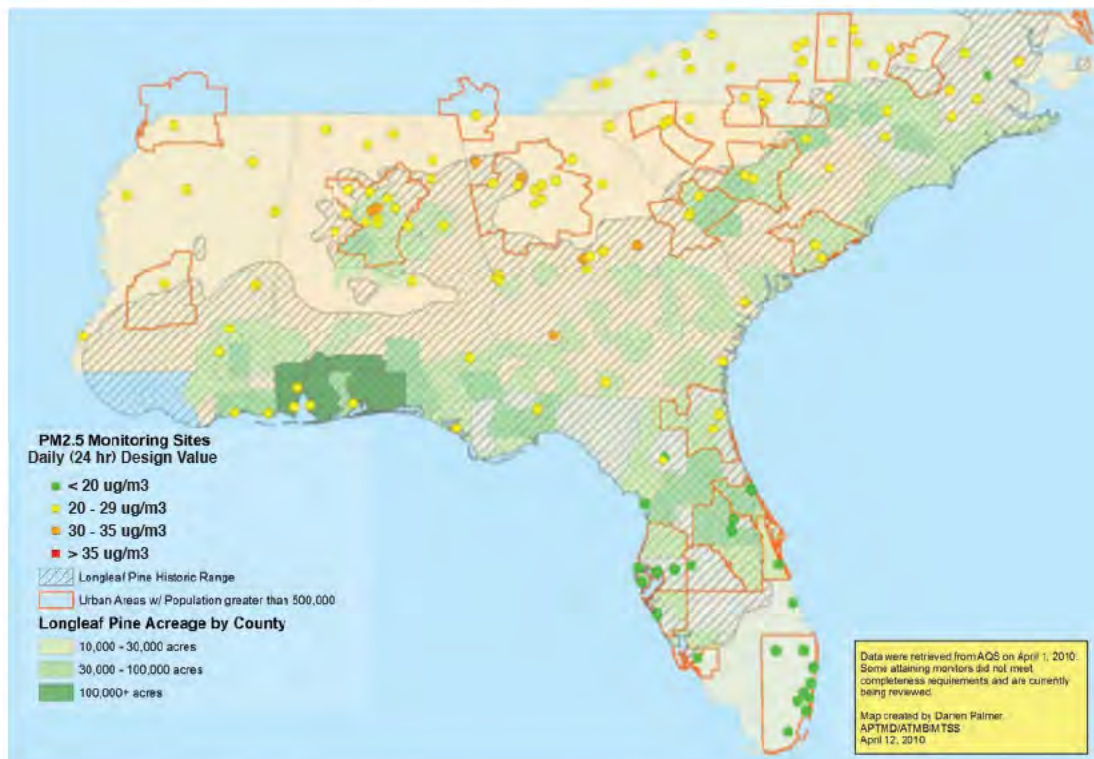 PM2.5 Monitoring Sites
Daily (24 hr) Design Value
< 20 ug/m3
20 - 29 ug/m3
30 - 35 ug/m3
> 35 ug/m3
Longleaf Pine Historic Range
Urban Areas w/ Population greater than 500,000
Longleaf Pine Acreage by County
10,000 - 30,000 acres
30,000 - 100,000 acres
100,000+ acres
Data were retrieved from AQS on April 1, 2010.
Some attaining monitors did not meet
completeness requirements and are currently
being reviewed.
Map created by Darren Palmer
APTMD/ATMB/MTSS
April 12, 2010